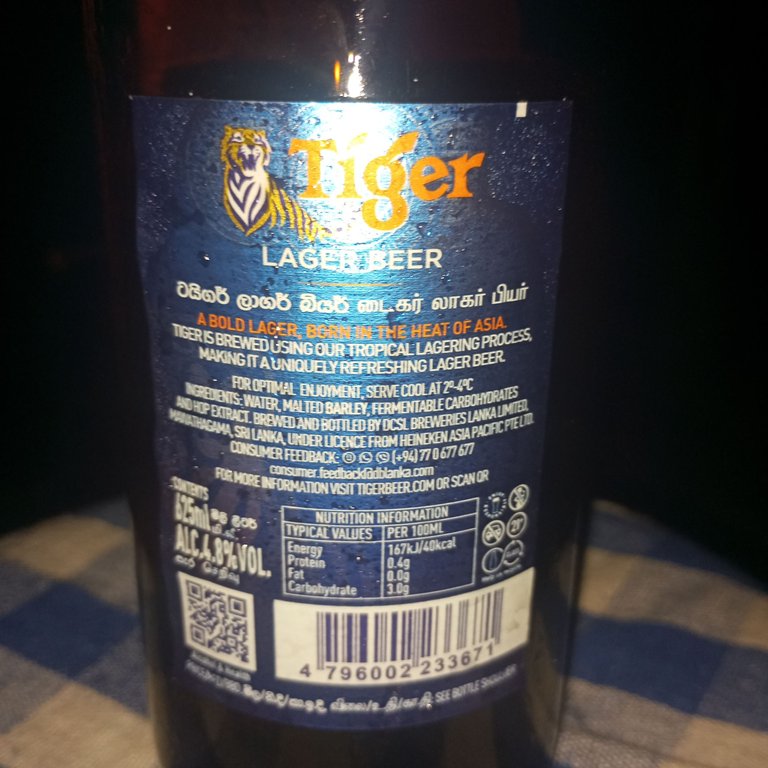 Tiger
LAGER BEER
ටයිගර් ලාගර් බියර් டைகர் லாகர் பியர்
A BOLD LAGER, BORN IN THE HEAT OF ASIA.
TIGER IS BREWED USING OUR TROPICAL LAGERING PROCESS,
MAKING IT A UNIQUELY REFRESHING LAGER BEER.
FOR OPTIMAL ENJOYMENT, SERVE COOL AT 2º-4ºC
INGREDIENTS: WATER, MALTED BARLEY, FERMENTABLE CARBOHYDRATES
AND HOP EXTRACT. BREWED AND BOTTLED BY DCSL BREWERIES LANKA LIMITED,
MAWATHAGAMA, SRI LANKA, UNDER LICENCE FROM HEINEKEN ASIA PACIFIC PTE LTD.
CONSUMER FEEDBACK: (+94) 77 0 677 677
consumer.feedback@dblanka.com
FOR MORE INFORMATION VISIT TIGERBEER.COM OR SCAN QR
CONTENTS
625ml
ALC.4.8%VOL.
NUTRITION INFORMATION
TYPICAL VALUES PER 100ML
Energy 167kJ/40kcal
Protein 0.4g
Fat 0.0g
Carbohydrate 3.0g
4 796002 233671
SEE BOTTLE SHOULDER